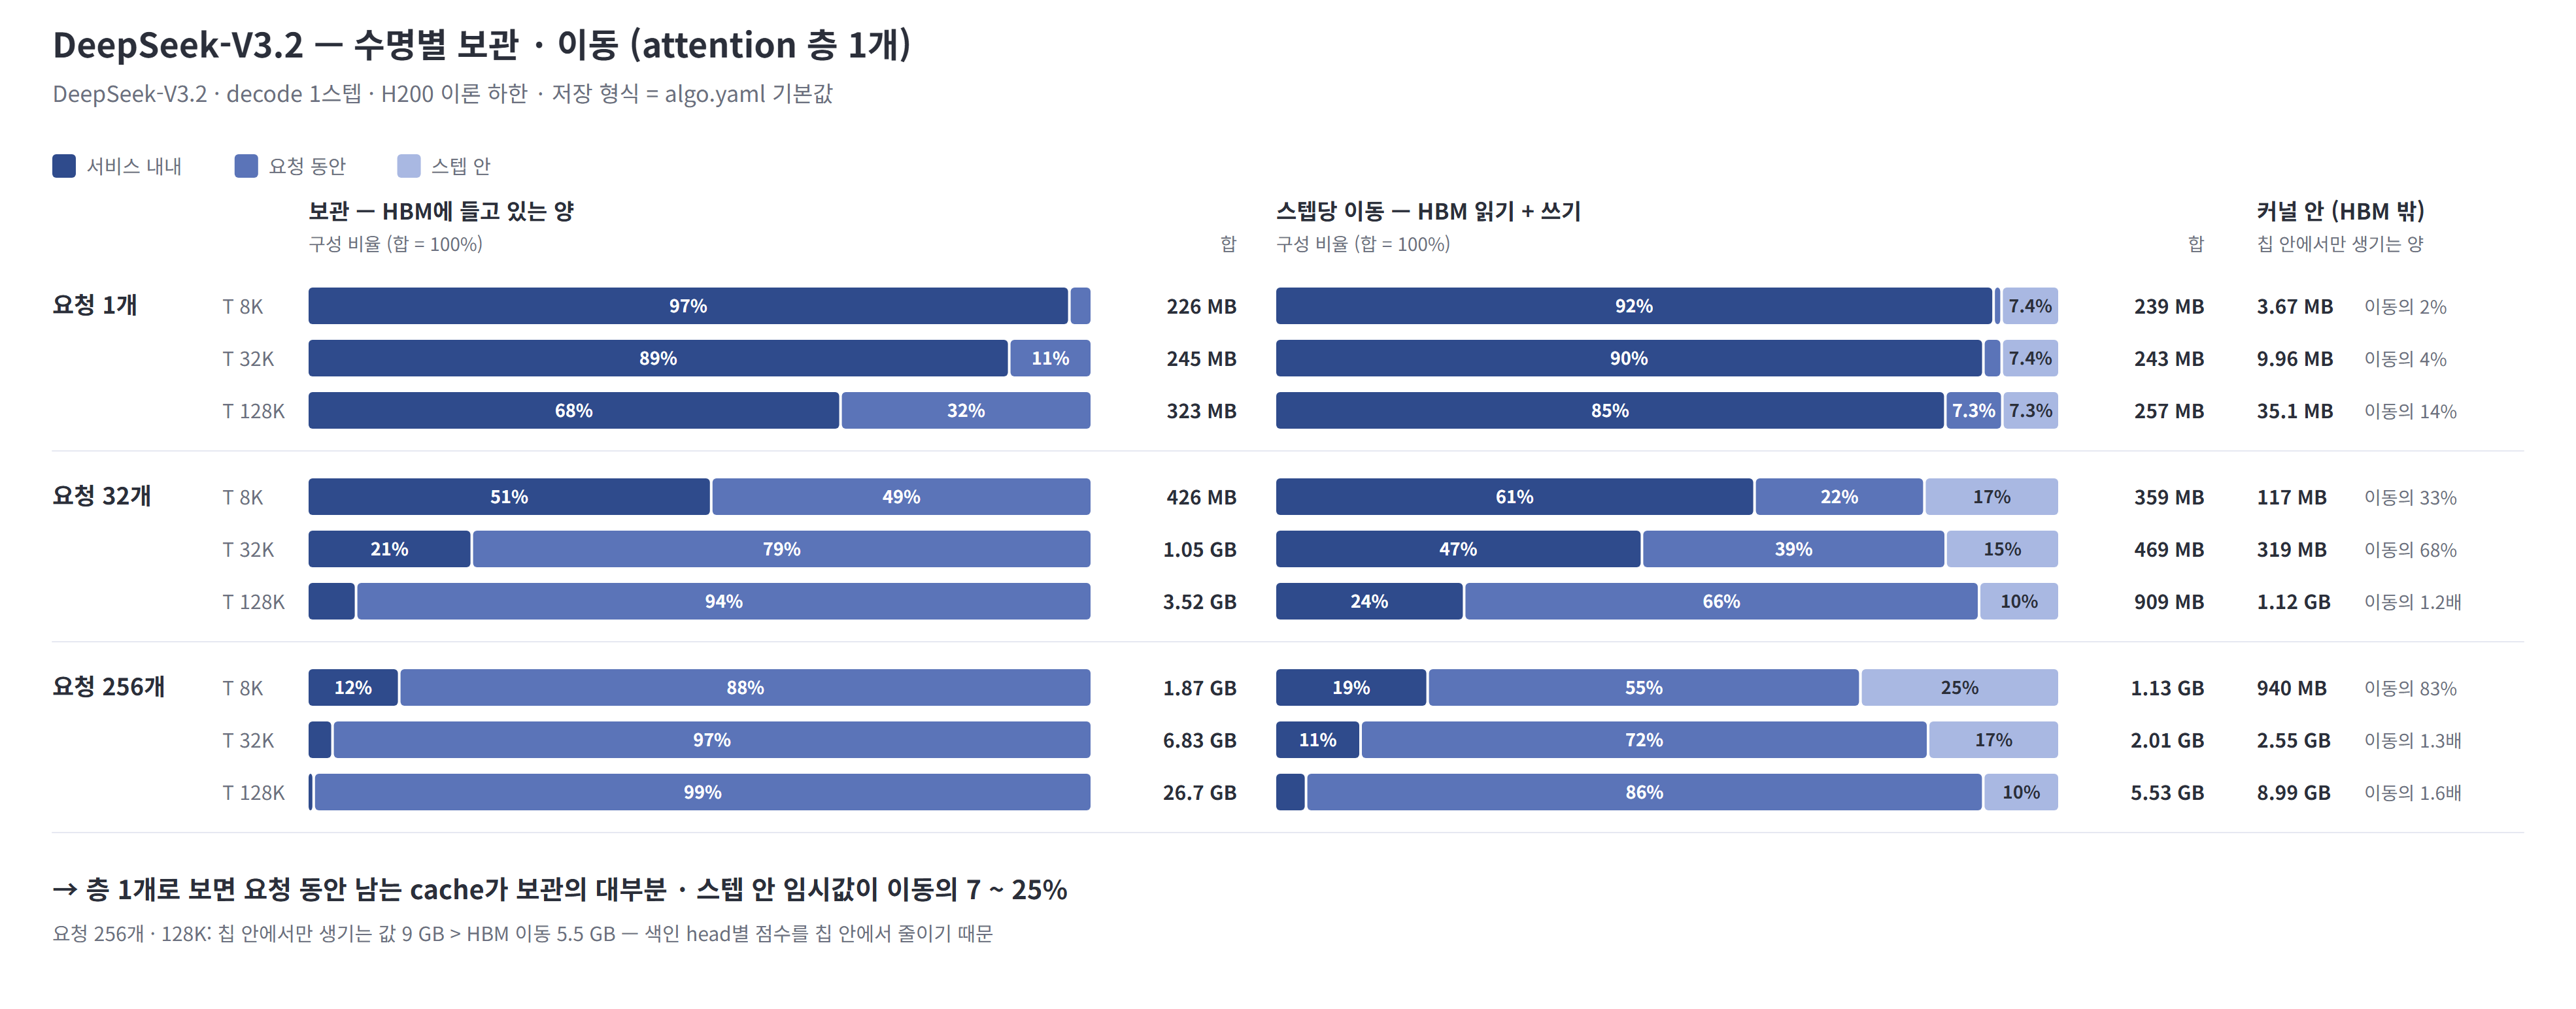 DeepSeek-V3.2 — 수명별 보관 · 이동 (attention 층 1개)
DeepSeek-V3.2 · decode 1스텝 · H200 이론 하한 · 저장 형식 = algo.yaml 기본값
서비스 내내 요청 동안 스텝 안
보관 — HBM에 들고 있는 양 스텝당 이동 — HBM 읽기 + 쓰기 커널 안 (HBM 밖)
구성 비율 (합 = 100%) 합 구성 비율 (합 = 100%) 합 칩 안에서만 생기는 양
요청 1개 T 8K 97% 226 MB 92% 7.4% 239 MB 3.67 MB 이동의 2%
T 32K 89% 11% 245 MB 90% 7.4% 243 MB 9.96 MB 이동의 4%
T 128K 68% 32% 323 MB 85% 7.3% 7.3% 257 MB 35.1 MB 이동의 14%
요청 32개 T 8K 51% 49% 426 MB 61% 22% 17% 359 MB 117 MB 이동의 33%
T 32K 21% 79% 1.05 GB 47% 39% 15% 469 MB 319 MB 이동의 68%
T 128K 94% 3.52 GB 24% 66% 10% 909 MB 1.12 GB 이동의 1.2배
요청 256개 T 8K 12% 88% 1.87 GB 19% 55% 25% 1.13 GB 940 MB 이동의 83%
T 32K 97% 6.83 GB 11% 72% 17% 2.01 GB 2.55 GB 이동의 1.3배
T 128K 99% 26.7 GB 86% 10% 5.53 GB 8.99 GB 이동의 1.6배
→ 층 1개로 보면 요청 동안 남는 cache가 보관의 대부분 · 스텝 안 임시값이 이동의 7 ~ 25%
요청 256개 · 128K: 칩 안에서만 생기는 값 9 GB > HBM 이동 5.5 GB — 색인 head별 점수를 칩 안에서 줄이기 때문